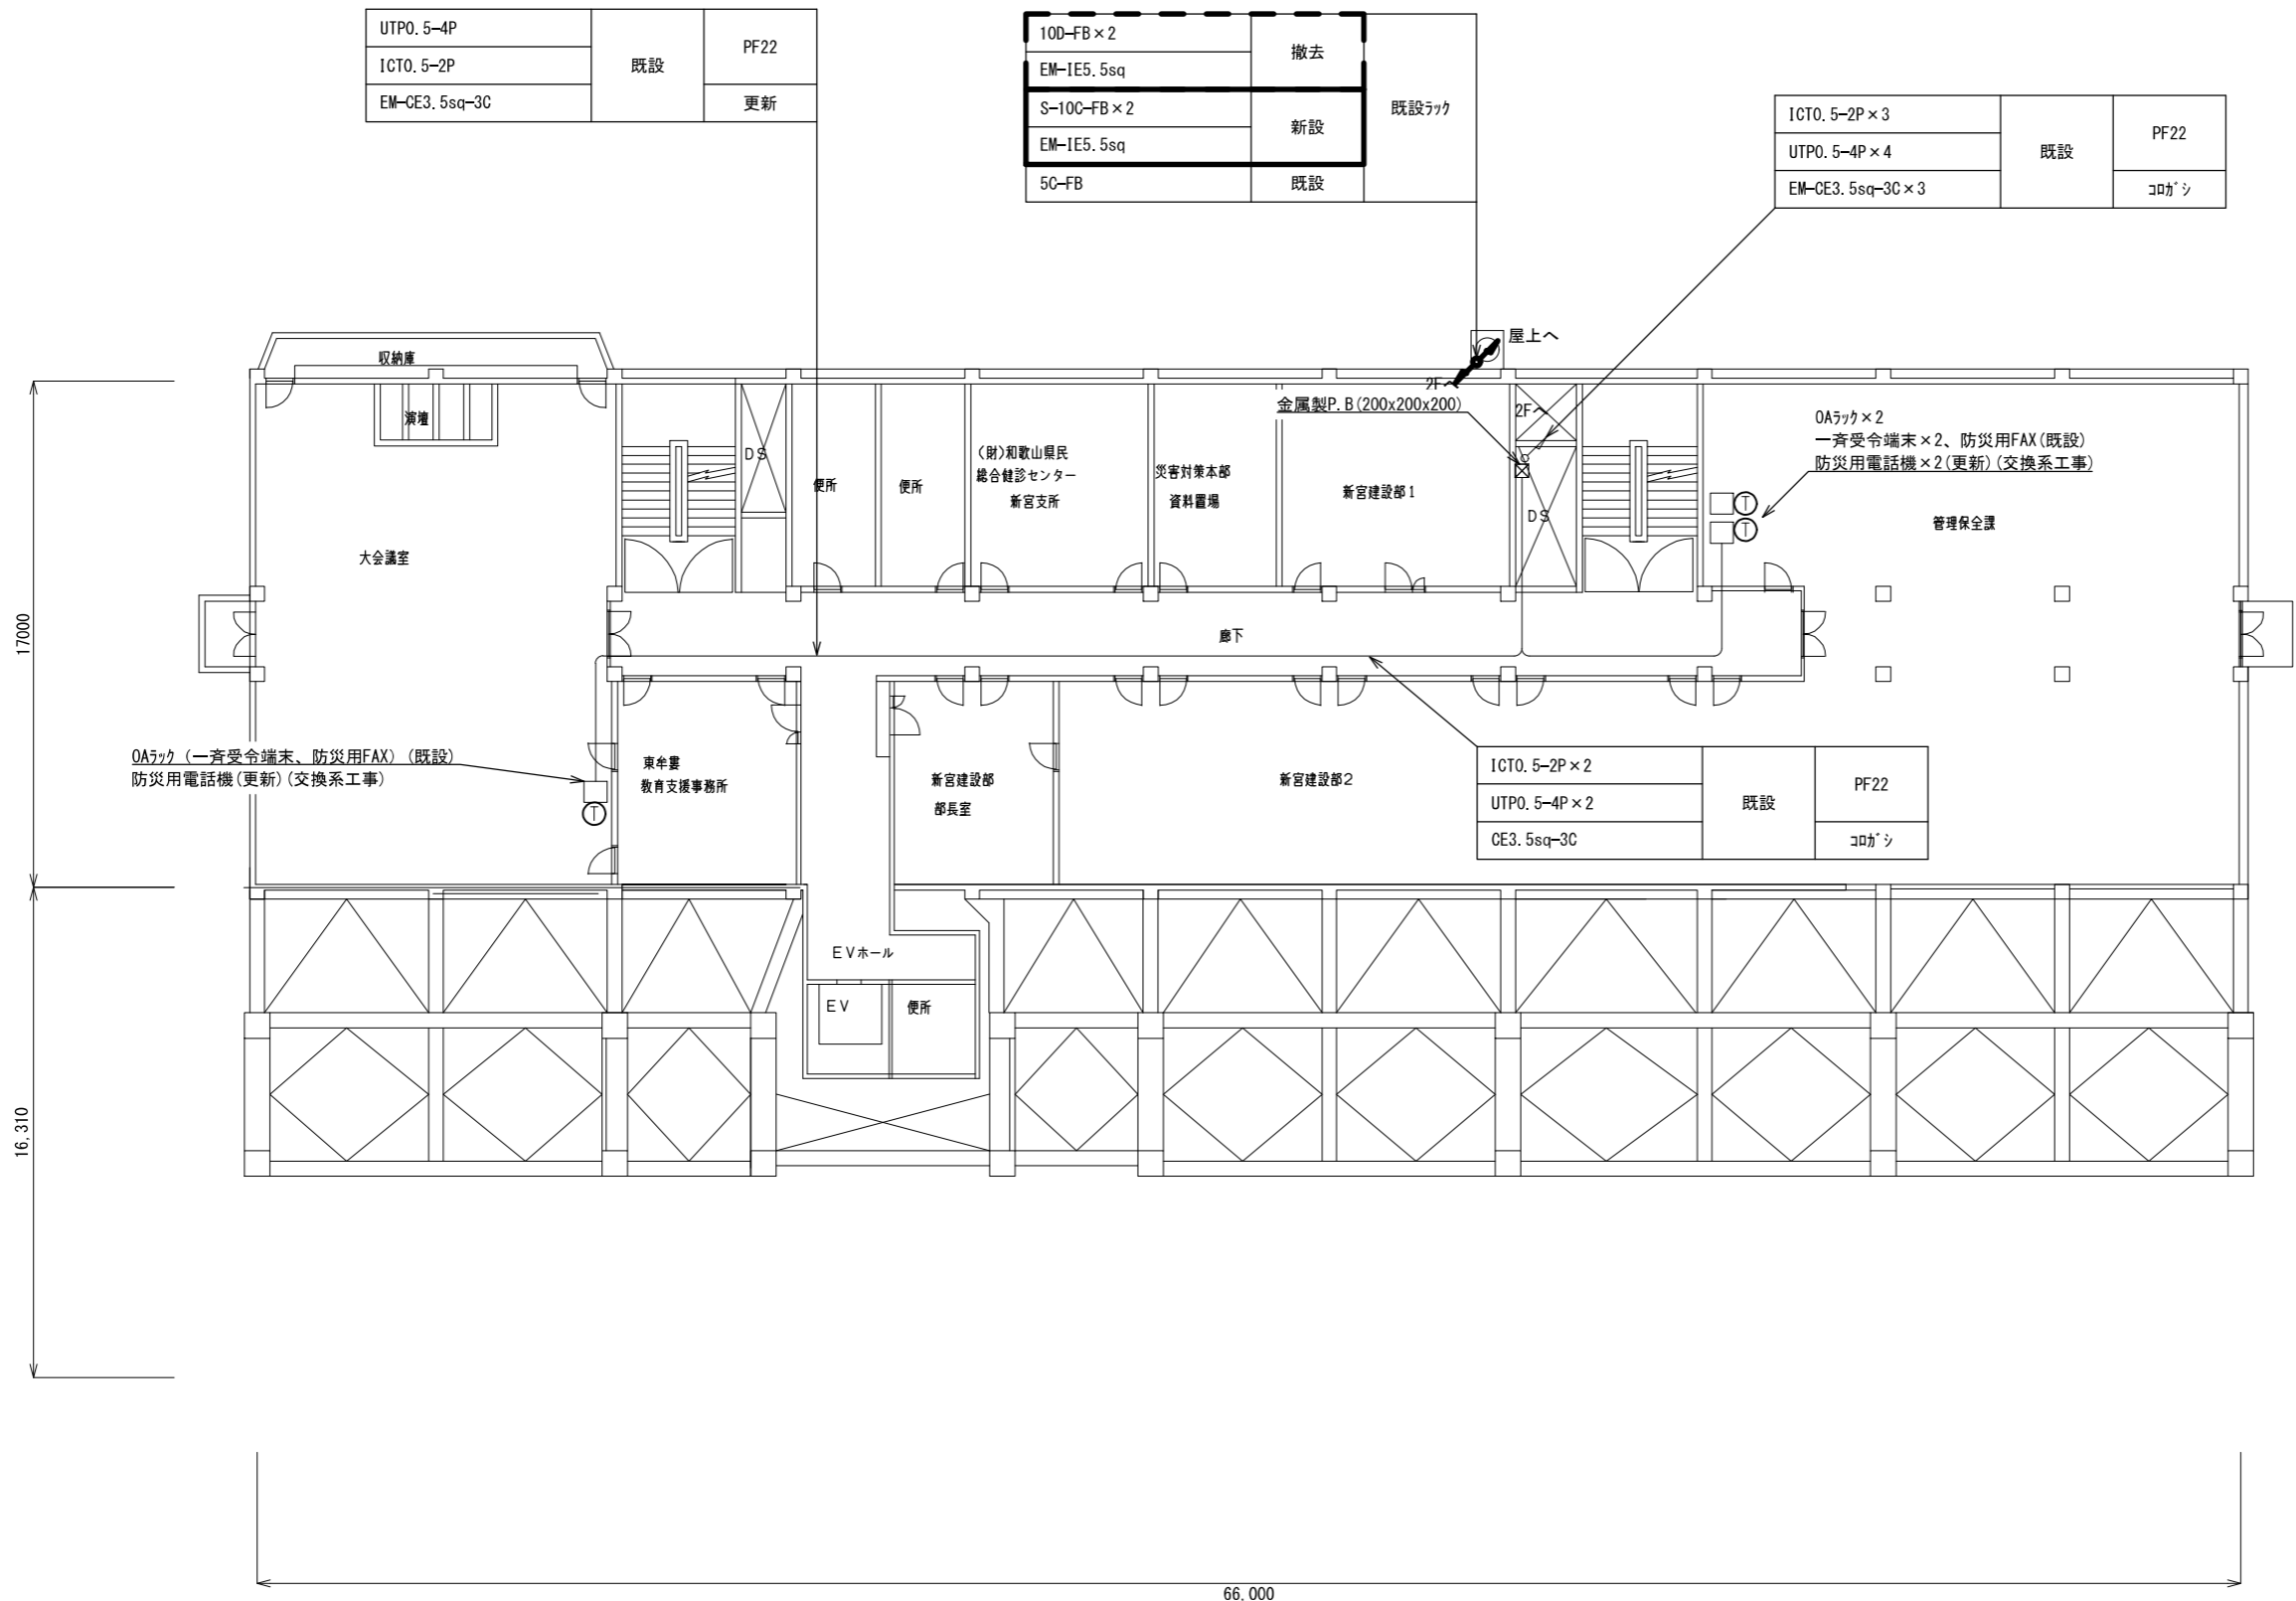 UTP0.5-4P
ICT0.5-2P
EM-CE3.5sq-3C
既設
PF22
更新
10D-FB×2
EM-IE5.5sq
撤去
S-10C-FB×2
EM-IE5.5sq
新設
5C-FB
既設
既設ﾗｯｸ
ICT0.5-2P×3
UTP0.5-4P×4
EM-CE3.5sq-3C×3
既設
PF22
ｺﾛｶﾞｼ
屋上へ
2Fへ
金属製P.B(200x200x200)
2Fへ
収納庫
演壇
大会議室
DS
便所
便所
(財)和歌山県民
総合健診センター
新宮支所
災害対策本部
資料置場
新宮建設部1
DS
OAﾗｯｸ×2
一斉受令端末×2、防災用FAX(既設)
防災用電話機×2(更新)(交換系工事)
T
T
管理保全課
廊下
17000
OAﾗｯｸ（一斉受令端末、防災用FAX）(既設)
防災用電話機(更新)(交換系工事)
T
東牟婁
教育支援事務所
新宮建設部
部長室
新宮建設部2
ICT0.5-2P×2
UTP0.5-4P×2
CE3.5sq-3C
既設
PF22
ｺﾛｶﾞｼ
EVホール
EV
便所
16,310
66,000